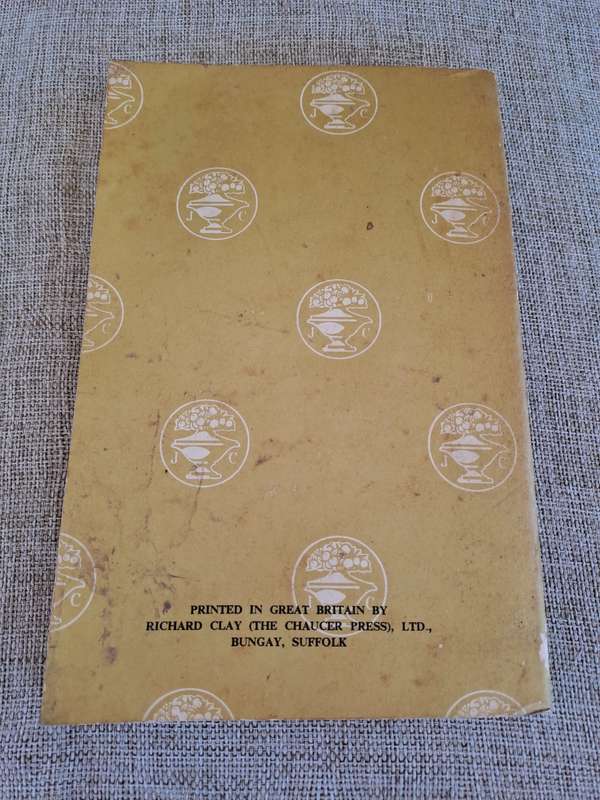 J C
J C
J C
C
J C
J C
J C
J C
C
PRINTED IN GREAT BRITAIN BY
RICHARD CLAY (THE CHAUCER PRESS), LTD.,
BUNGAY, SUFFOLK